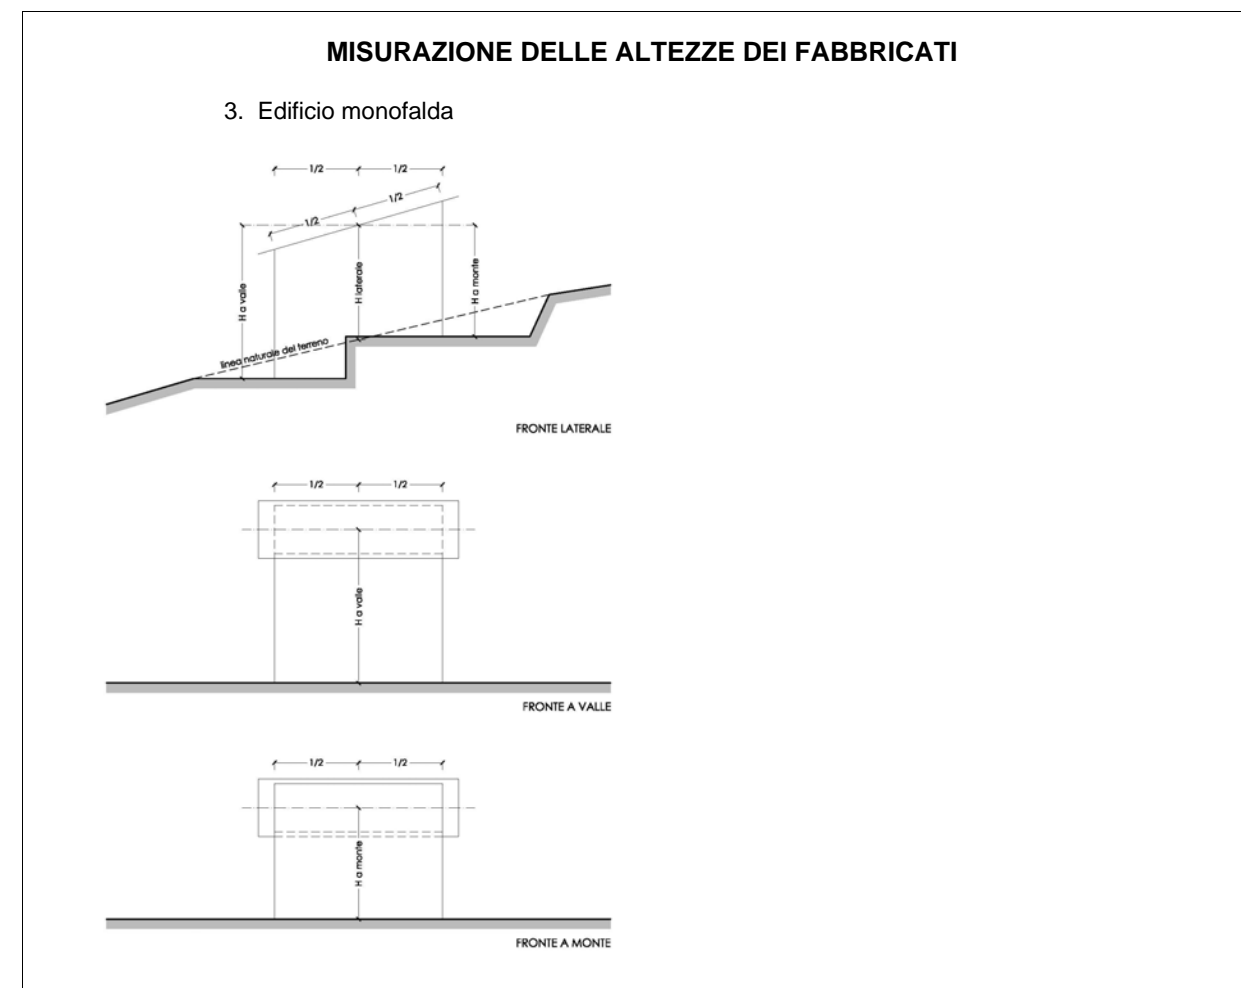 MISURAZIONE DELLE ALTEZZE DEI FABBRICATI
3. Edificio monofalda
1/2 1/2
1/2
1/2
H a valle
H laterale
H a monte
linea naturale del terreno
FRONTE LATERALE
1/2 1/2
H a valle
FRONTE A VALLE
1/2 1/2
H a monte
FRONTE A MONTE